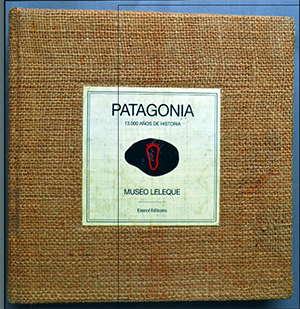 PATAGONIA
13.000 AÑOS DE HISTORIA
MUSEO LELEQUE
Emecé Editores